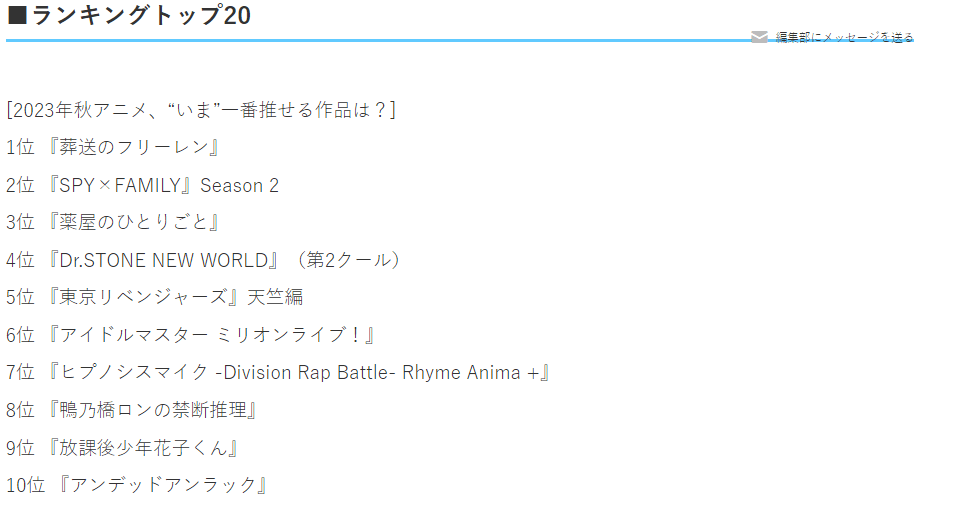 ■ランキングトップ20
編集部にメッセージを送る
[2023年秋アニメ、“いま”一番推せる作品は？]
1位 『葬送のフリーレン』
2位 『SPY×FAMILY』Season 2
3位 『薬屋のひとりごと』
4位 『Dr.STONE NEW WORLD』（第2クール）
5位 『東京リベンジャーズ』天竺編
6位 『アイドルマスター ミリオンライブ！』
7位 『ヒプノシスマイク -Division Rap Battle- Rhyme Anima +』
8位 『鴨乃橋ロンの禁断推理』
9位 『放課後少年花子くん』
10位 『アンデッドアンラック』